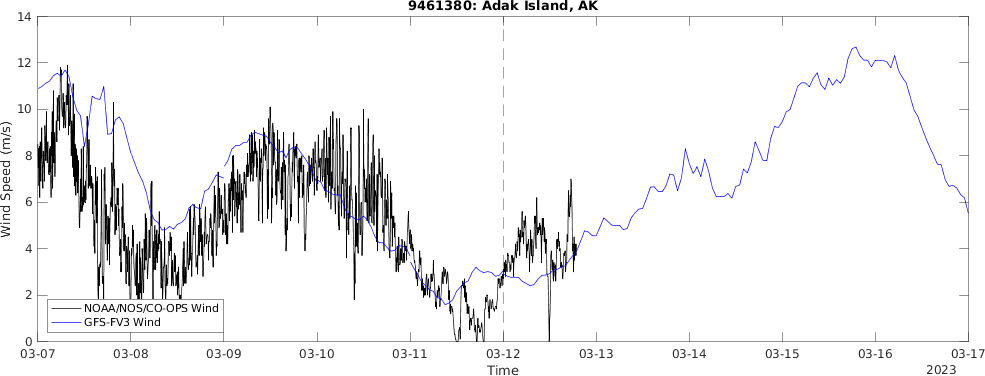 9461380: Adak Island, AK
Wind Speed (m/s)
14
12
10
8
6
4
2
0
NOAA/NOS/CO-OPS Wind
GFS-FV3 Wind
03-07 03-08 03-09 03-10 03-11 03-12 03-13 03-14 03-15 03-16 03-17
Time
2023